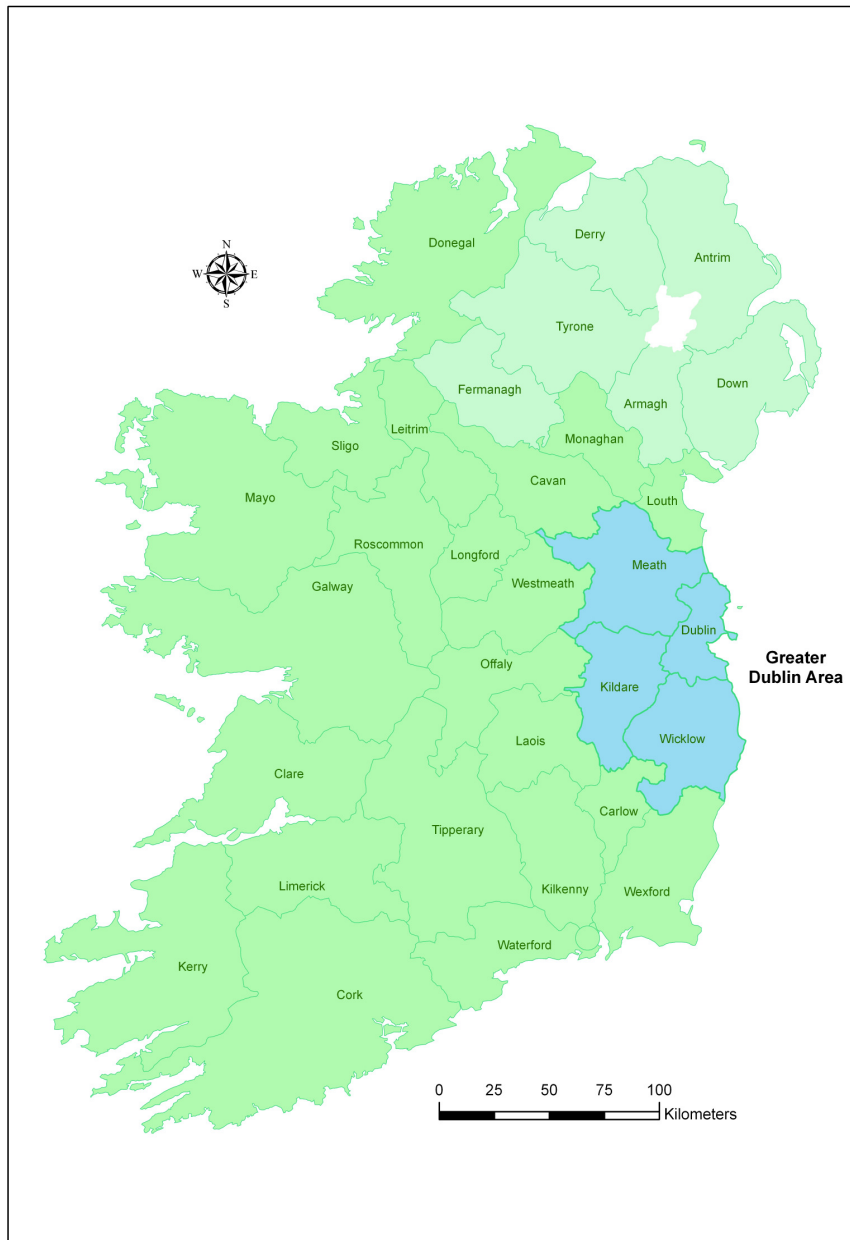 Derry
Donegal
Antrim
N
W
E
S
Tyrone
Down
Fermanagh
Armagh
Leitrim
Monaghan
Sligo
Cavan
Mayo
Louth
Roscommon
Longford
Meath
Galway
Westmeath
Dublin
Greater
Dublin Area
Offaly
Kildare
Wicklow
Laois
Clare
Carlow
Tipperary
Limerick
Kilkenny
Wexford
Waterford
Kerry
Cork
0 25 50 75 100
Kilometers